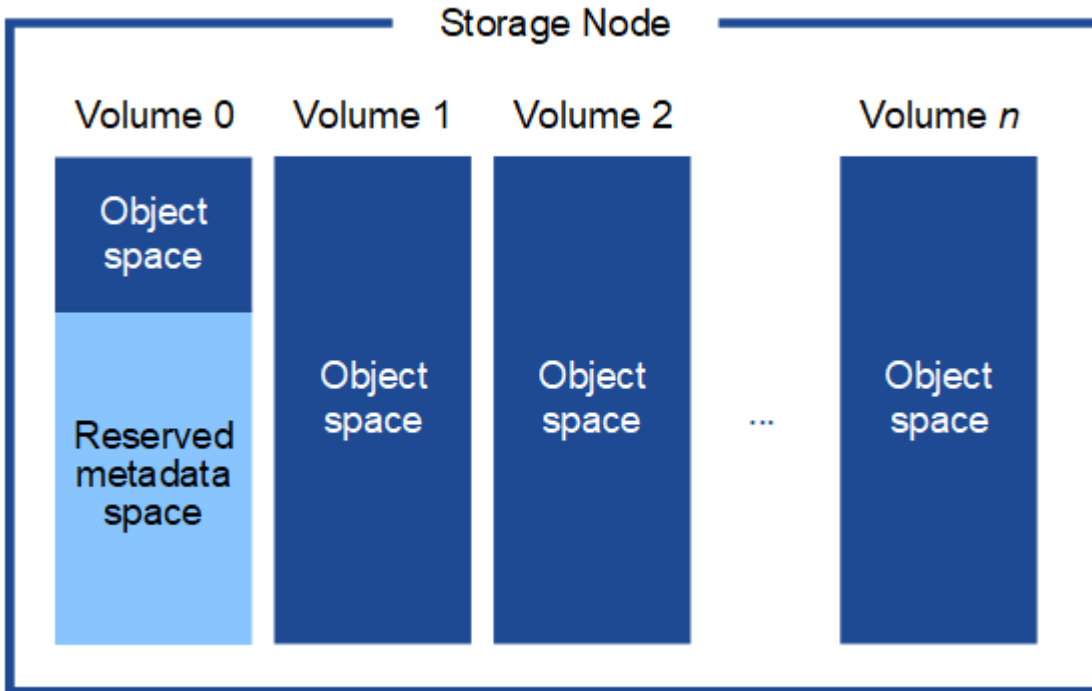 Storage Node
Volume 0
Volume 1
Volume 2
Volume n
Object
space
Reserved
metadata
space
Object
space
Object
space
...
Object
space